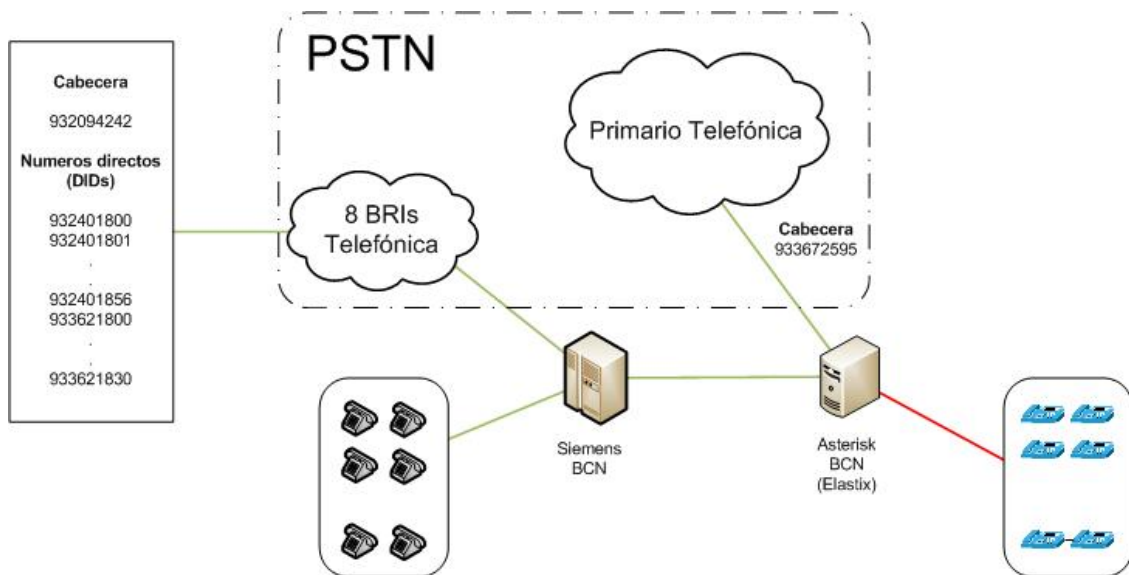 PSTN
Cabecera
932094242
Numeros directos
(DIDs)
932401800
932401801
.
.
932401856
933621800
.
.
933621830
8 BRIs
Telefónica
Primario Telefónica
Cabecera
933672595
Siemens
BCN
Asterisk
BCN
(Elastix)